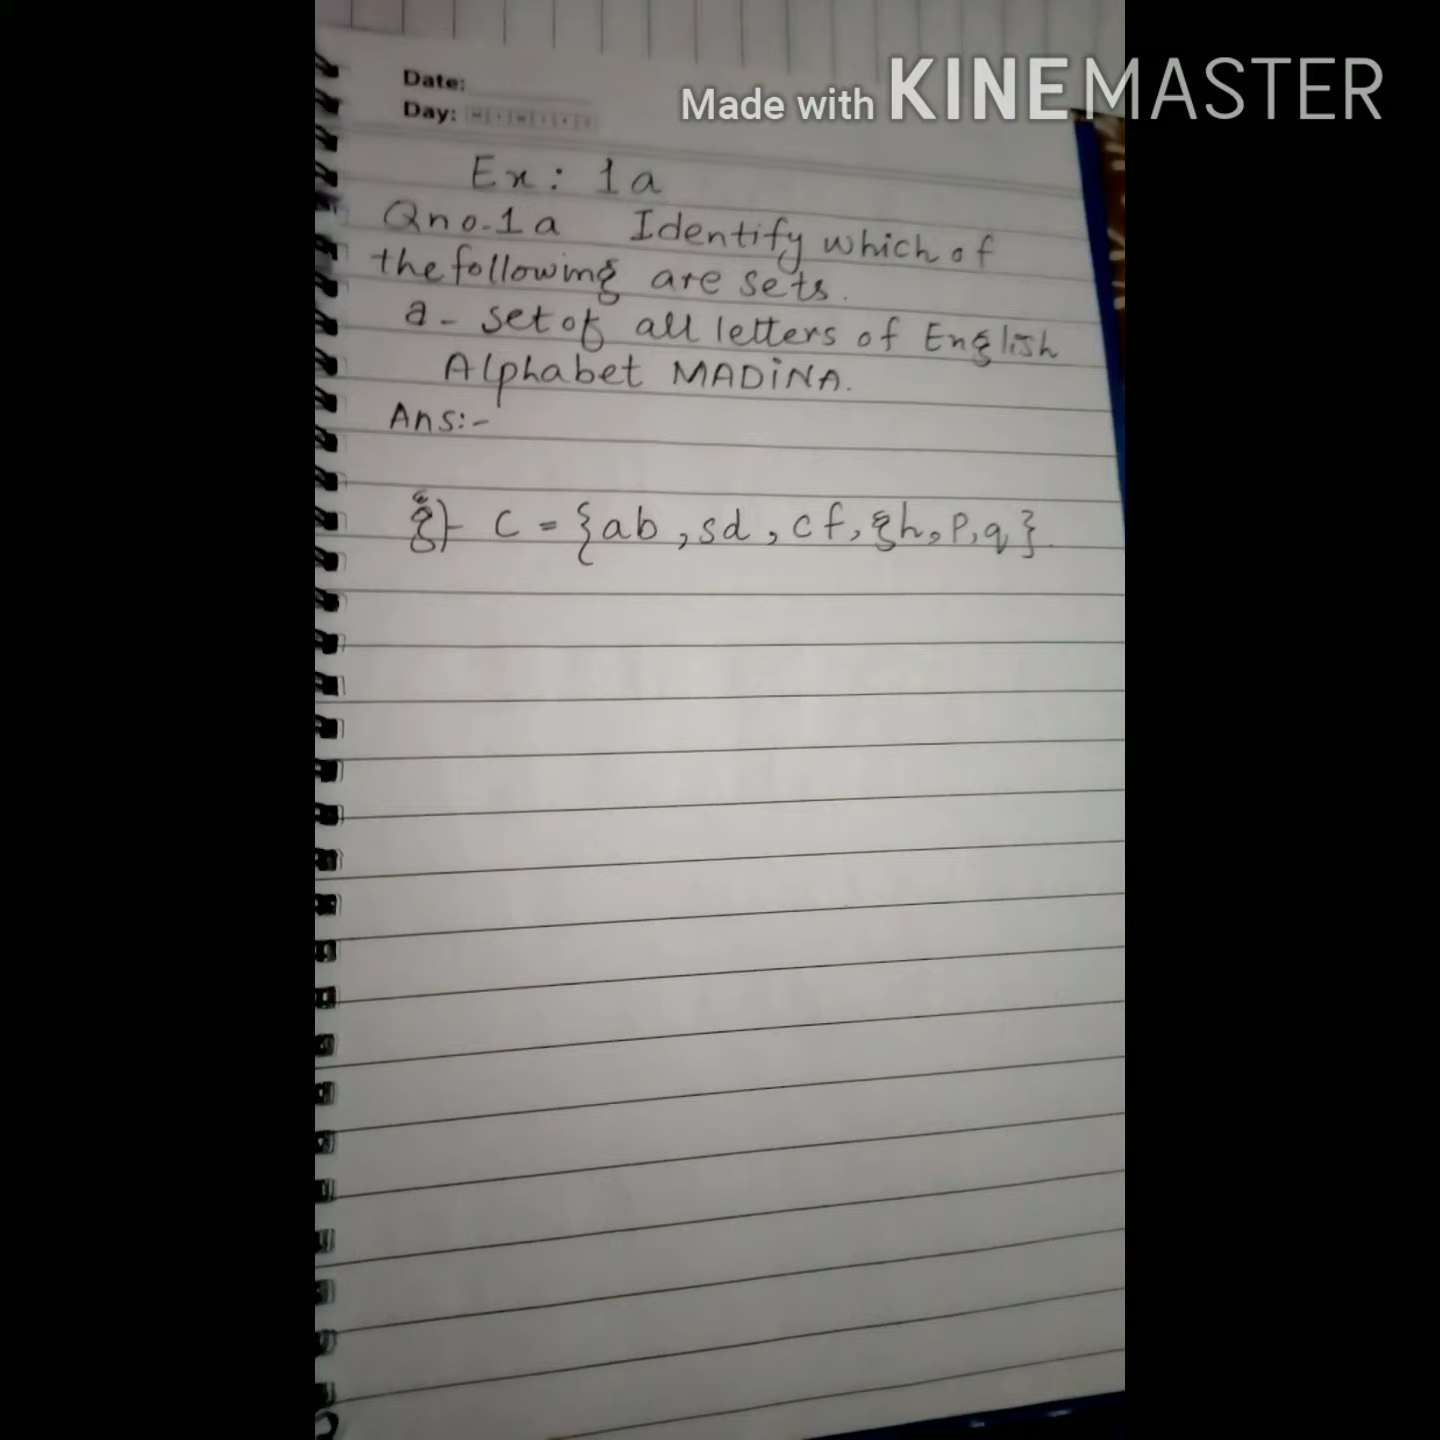 Made with KINEMASTER
Date:
Day:
Ex: 1a
Qno.1a Identify which of
the following are sets.
a- set of all letters of English
Alphabet MADiNA.
Ans:-
g)- C = {ab, sd, cf, gh, p, q}.